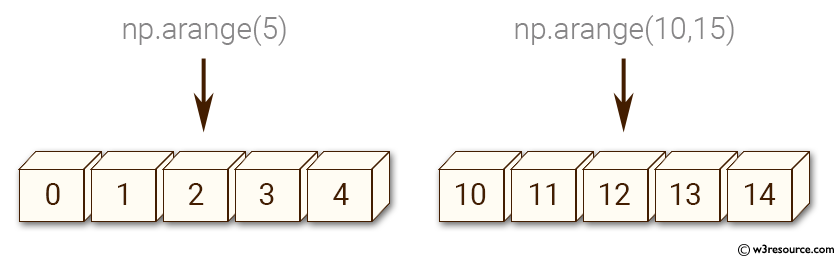 np.arange(5)
np.arange(10,15)
0 1 2 3 4
10 11 12 13 14
© w3resource.com